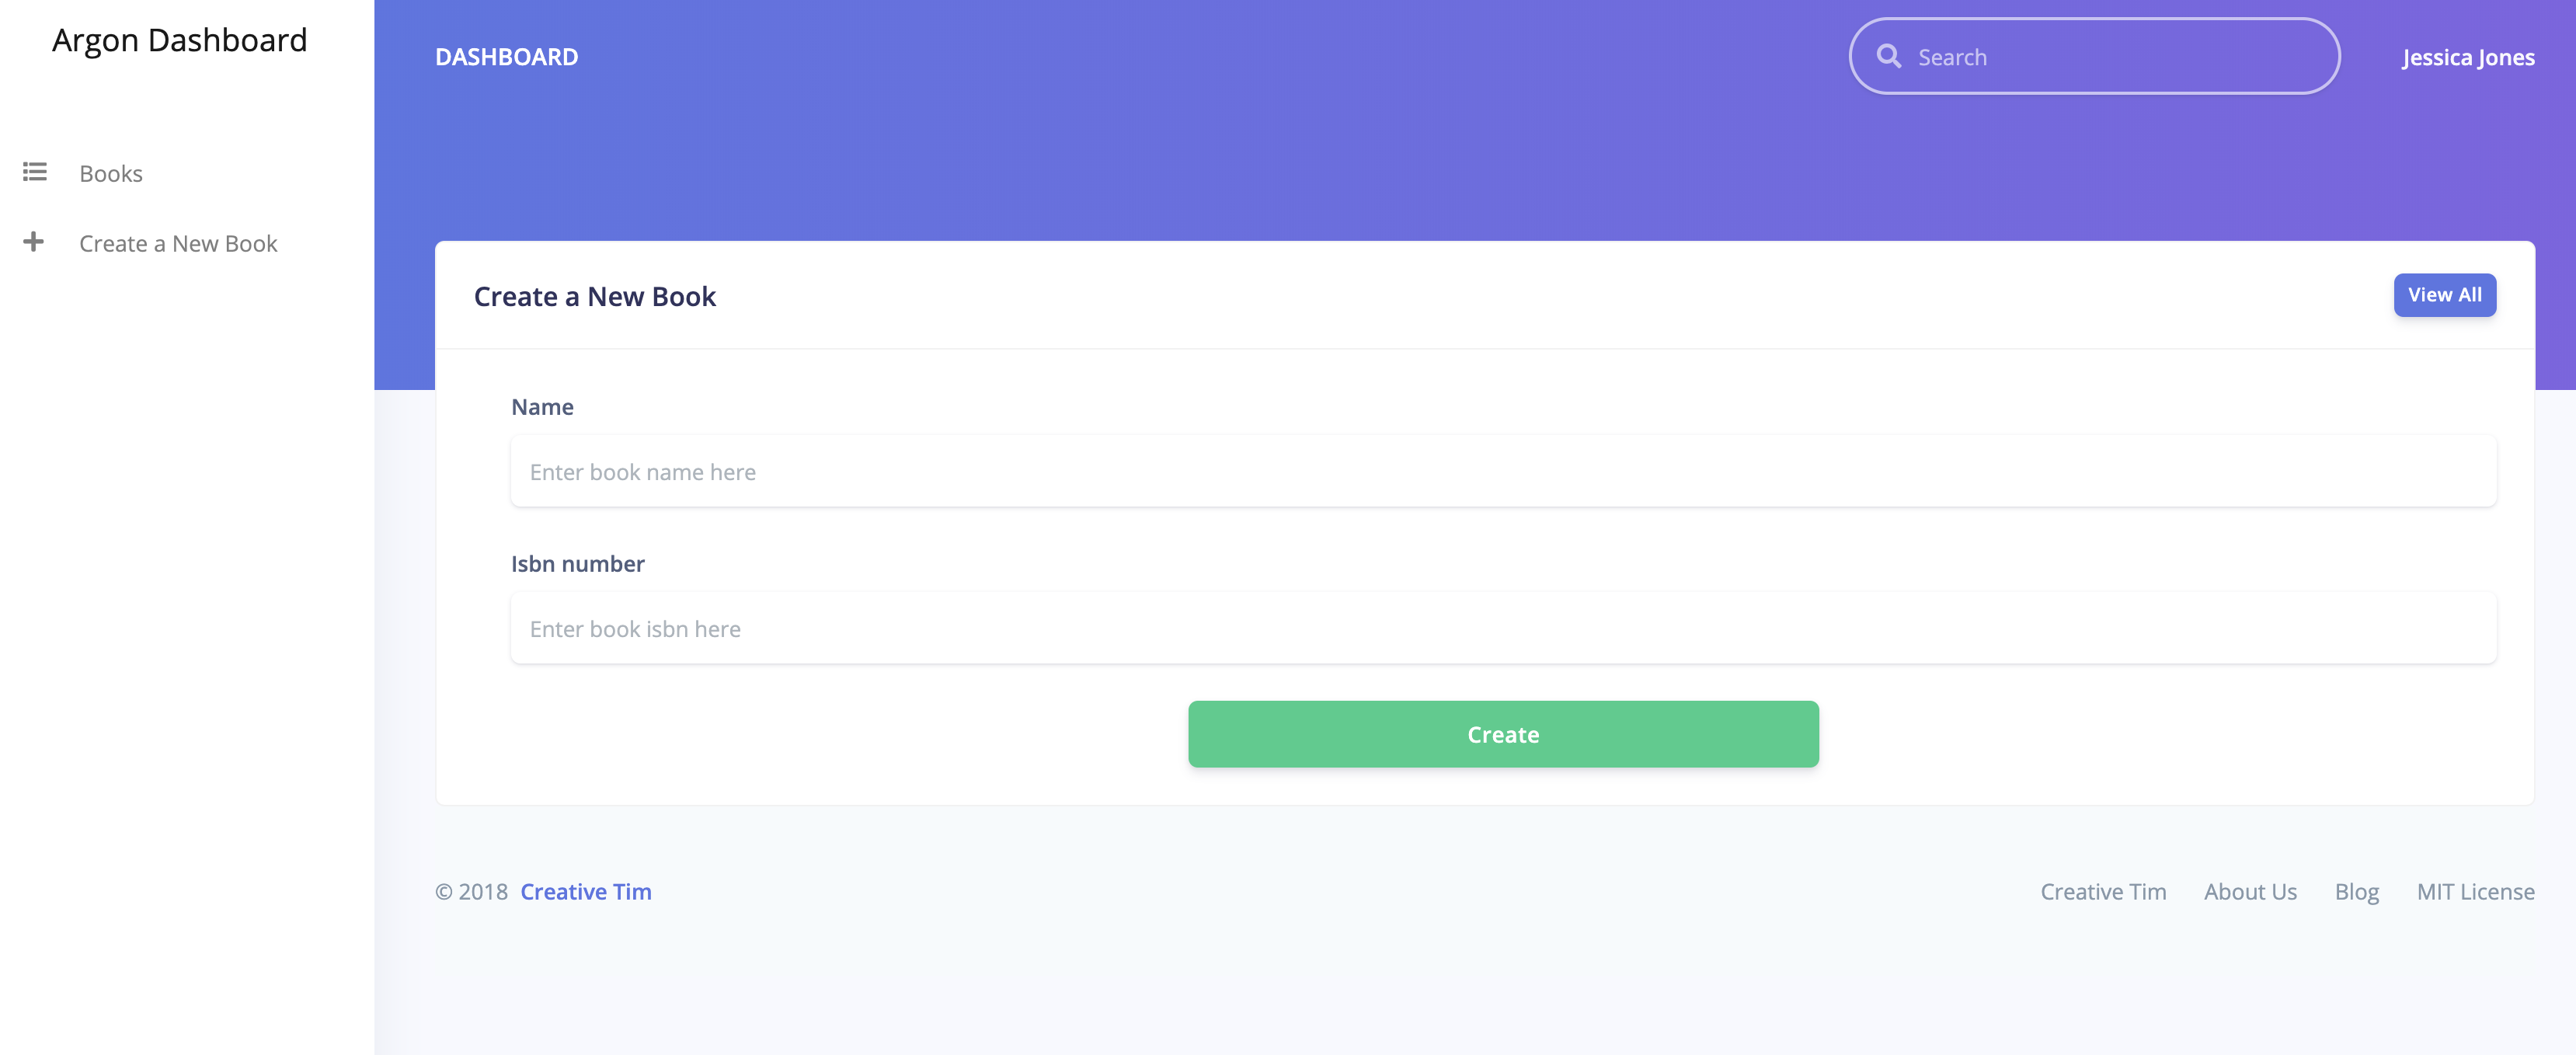 Argon Dashboard
Books
Create a New Book
DASHBOARD
Search
Jessica Jones
Create a New Book
View All
Name
Enter book name here
Isbn number
Enter book isbn here
Create
© 2018 Creative Tim
Creative Tim About Us Blog MIT License